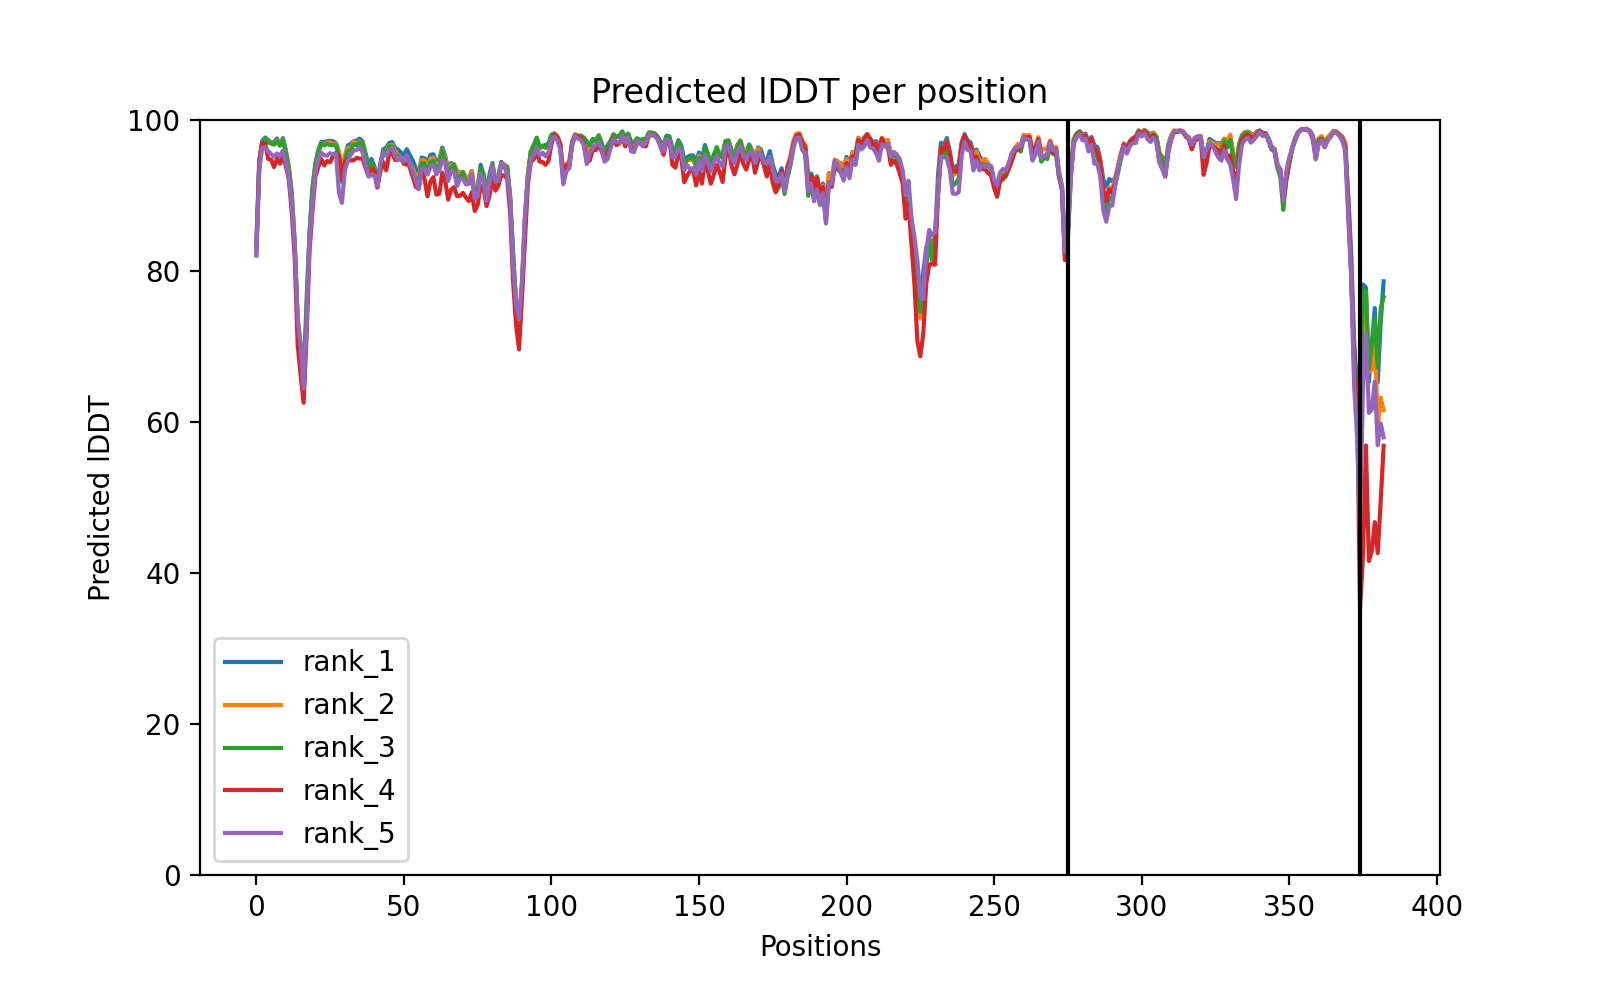 Predicted lDDT per position
100
80
60
40
20
0
Predicted lDDT
rank_1
rank_2
rank_3
rank_4
rank_5
0 50 100 150 200 250 300 350 400
Positions